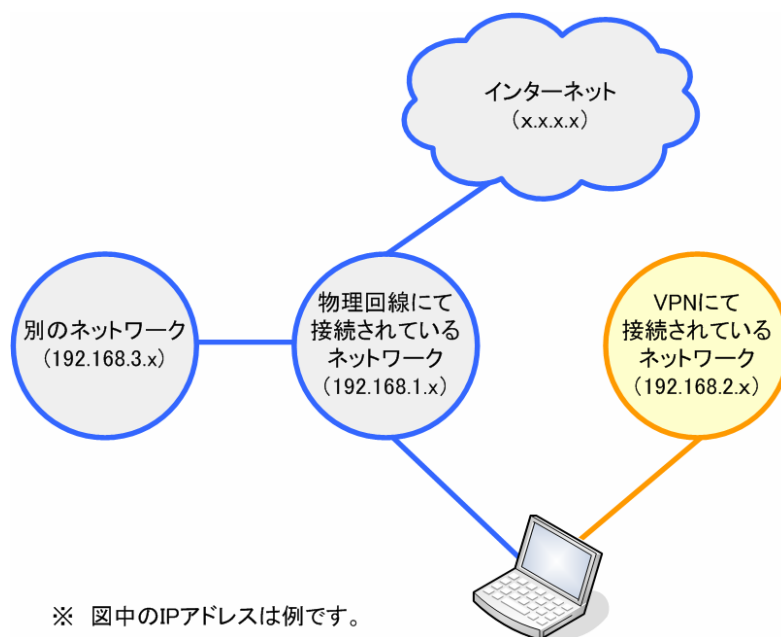 インターネット
(x.x.x.x)
別のネットワーク
(192.168.3.x)
物理回線にて
接続されている
ネットワーク
(192.168.1.x)
VPNにて
接続されている
ネットワーク
(192.168.2.x)
※ 図中のIPアドレスは例です。